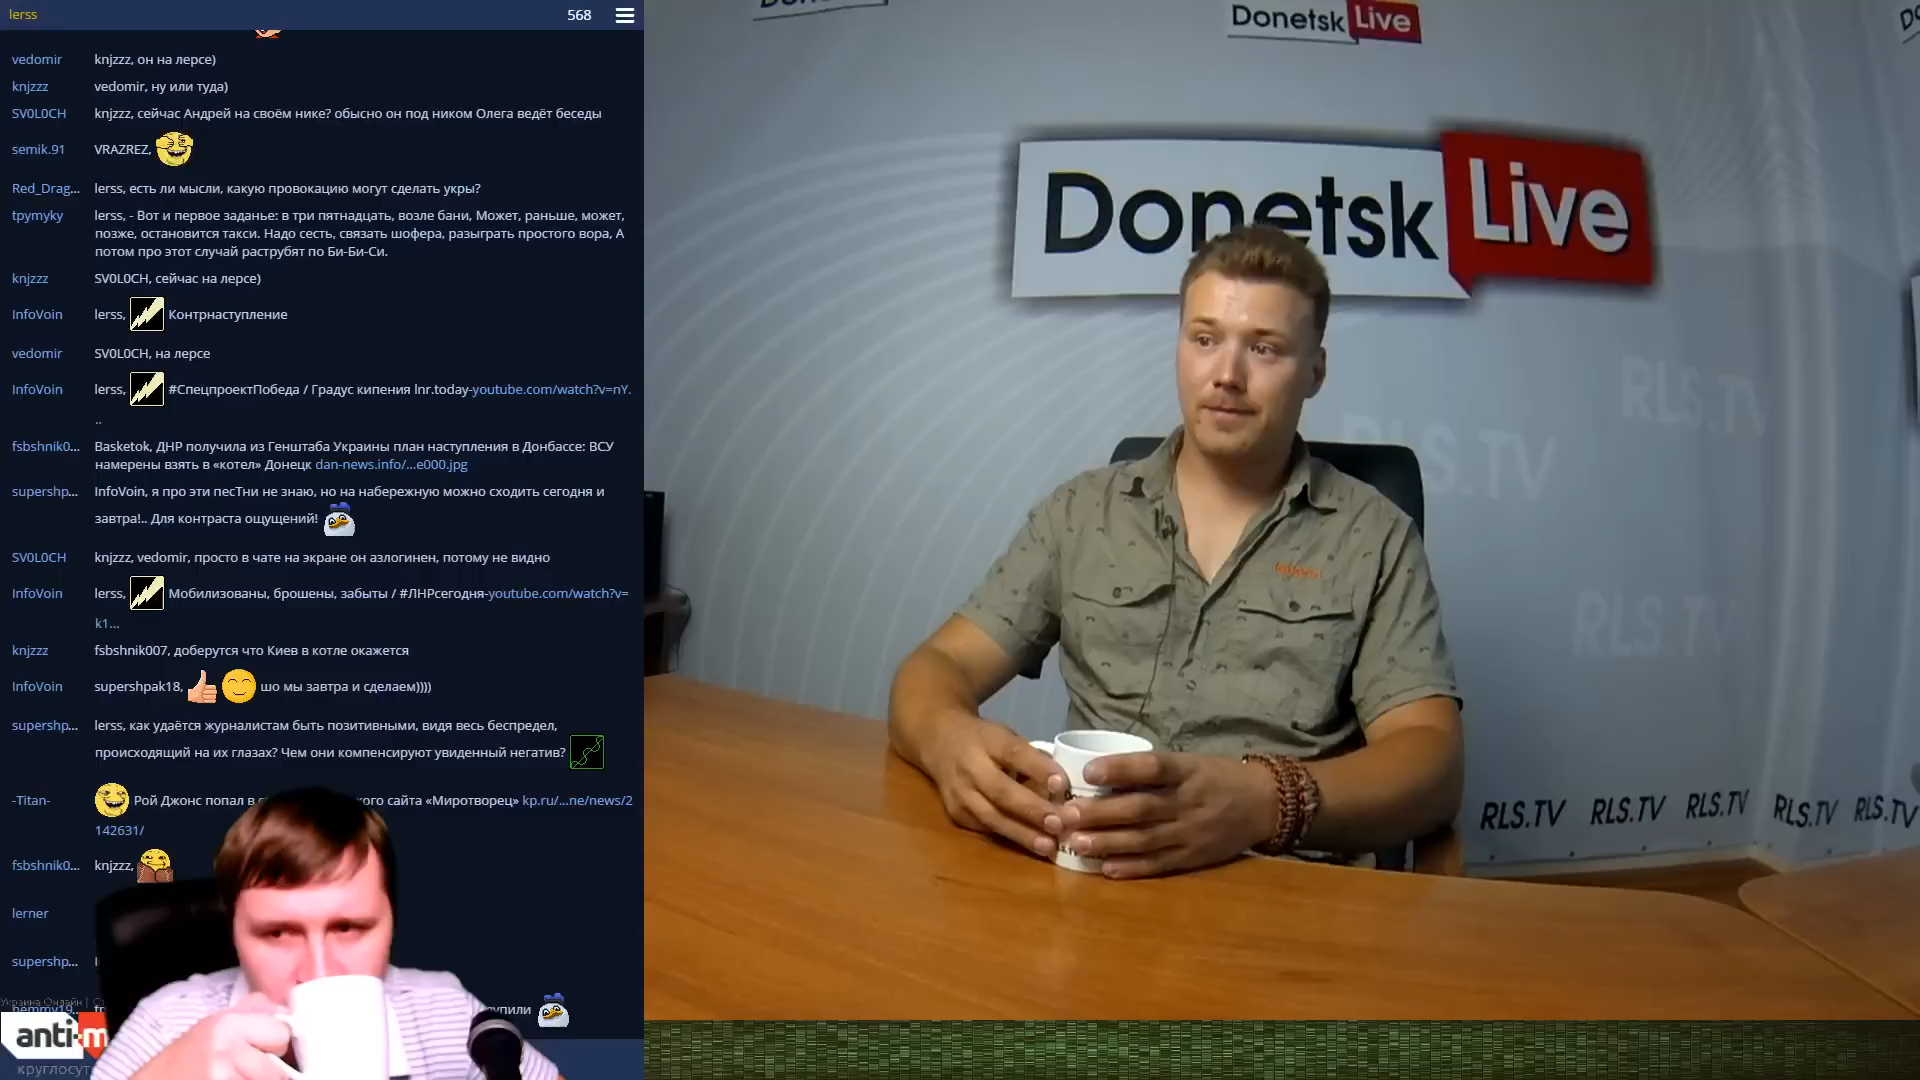 lerss
568
vedomir knjzzz, он на лерсе)
knjzzz vedomir, ну или туда)
SV0L0CH knjzzz, сейчас Андрей на своём нике? обысно он под ником Олега ведёт беседы
semik.91 VRAZREZ,
Red_Drag... lerss, есть ли мысли, какую провокацию могут сделать укры?
tpymyky lerss, - Вот и первое заданье: в три пятнадцать, возле бани, Может, раньше, может,
позже, остановится такси. Надо сесть, связать шофера, разыграть простого вора, А
потом про этот случай раструбят по Би-Би-Си.
knjzzz SV0L0CH, сейчас на лерсе)
InfoVoin lerss, Контрнаступление
vedomir SV0L0CH, на лерсе
InfoVoin lerss, #СпецпроектПобеда / Градус кипения lnr.today-youtube.com/watch?v=nY.
..
fsbshnik0... Basketok, ДНР получила из Генштаба Украины план наступления в Донбассе: ВСУ
намерены взять в «котел» Донецк dan-news.info/...e000.jpg
supershp... InfoVoin, я про эти песТни не знаю, но на набережную можно сходить сегодня и
завтра!.. Для контраста ощущений!
SV0L0CH knjzzz, vedomir, просто в чате на экране он азлогинен, потому не видно
InfoVoin lerss, Мобилизованы, брошены, забыты / #ЛНРсегодня-youtube.com/watch?v=
k1...
knjzzz fsbshnik007, доберутся что Киев в котле окажется
InfoVoin supershpak18, шо мы завтра и сделаем))))
supershp... lerss, как удаётся журналистам быть позитивными, видя весь беспредел,
происходящий на их глазах? Чем они компенсируют увиденный негатив?
-Titan- Рой Джонс попал в кого сайта «Миротворец» kp.ru/...ne/news/2
142631/
fsbshnik0... knjzzz,
lerner
supershp...
Украина Онлайн |
упили
anti-m
круглосут
Donetsk Live
Donetsk Live
RLS.TV
RLS.TV
RLS.TV
RLS.TV RLS.TV RLS.TV RLS.TV RLS.TV